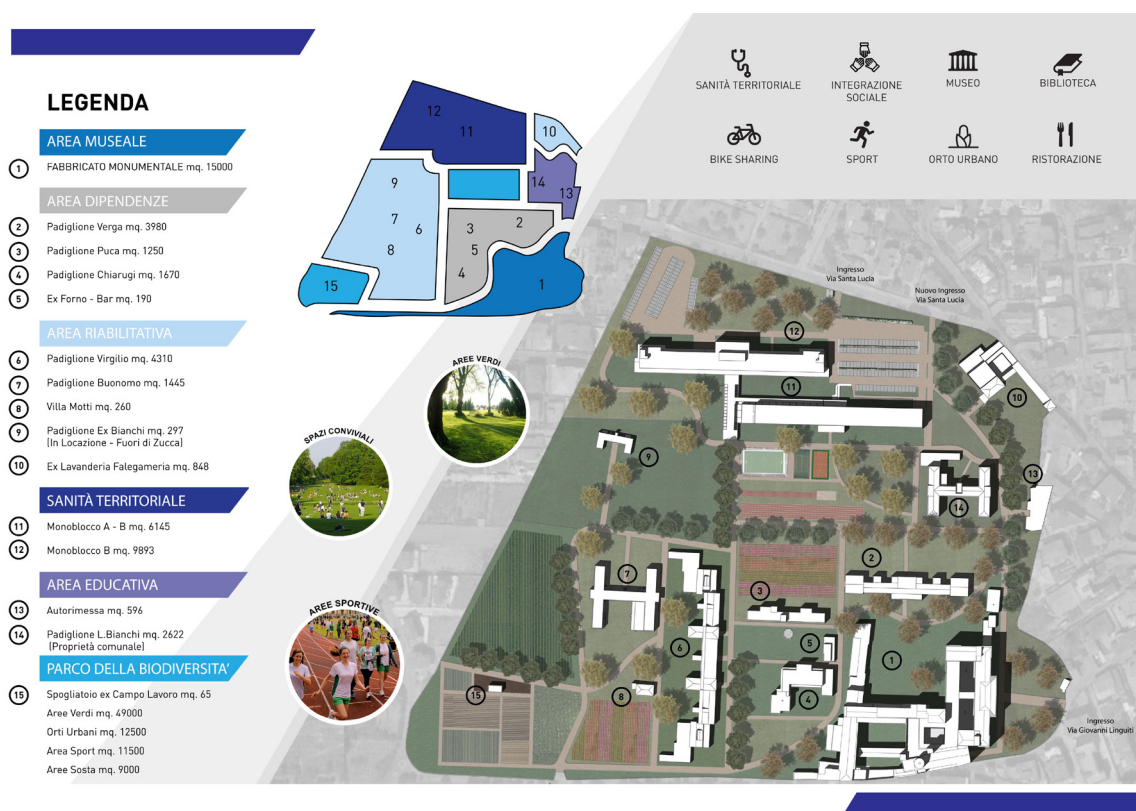 LEGENDA
AREA MUSEALE
1 FABBRICATO MONUMENTALE mq. 15000
AREA DIPENDENZE
2 Padiglione Verga mq. 3980
3 Padiglione Puca mq. 1250
4 Padiglione Chiarugi mq. 1670
5 Ex Forno - Bar mq. 190
AREA RIABILITATIVA
6 Padiglione Virgilio mq. 4310
7 Padiglione Buonomo mq. 1445
8 Villa Motti mq. 260
9 Padiglione Ex Bianchi mq. 297
(In Locazione - Fuori di Zucca)
10 Ex Lavanderia Falegameria mq. 848
SANITÀ TERRITORIALE
11 Monoblocco A - B mq. 6145
12 Monoblocco B mq. 9893
AREA EDUCATIVA
13 Autorimessa mq. 596
14 Padiglione L.Bianchi mq. 2622
(Proprietà comunale)
PARCO DELLA BIODIVERSITA'
15 Spogliatoio ex Campo Lavoro mq. 65
Aree Verdi mq. 49000
Orti Urbani mq. 12500
Area Sport mq. 11500
Aree Sosta mq. 9000
12
11
10
9
14
13
7
6
8
3
2
5
4
15
1
AREE VERDI
SPAZI CONVIVIALI
AREE SPORTIVE
SANITÀ TERRITORIALE
INTEGRAZIONE
SOCIALE
MUSEO
BIBLIOTECA
BIKE SHARING
SPORT
ORTO URBANO
RISTORAZIONE
Ingresso
Via Santa Lucia
Nuovo Ingresso
Via Santa Lucia
12
11
10
9
13
14
2
7
3
6
5
1
15
8
4
Ingresso
Via Giovanni Linguiti